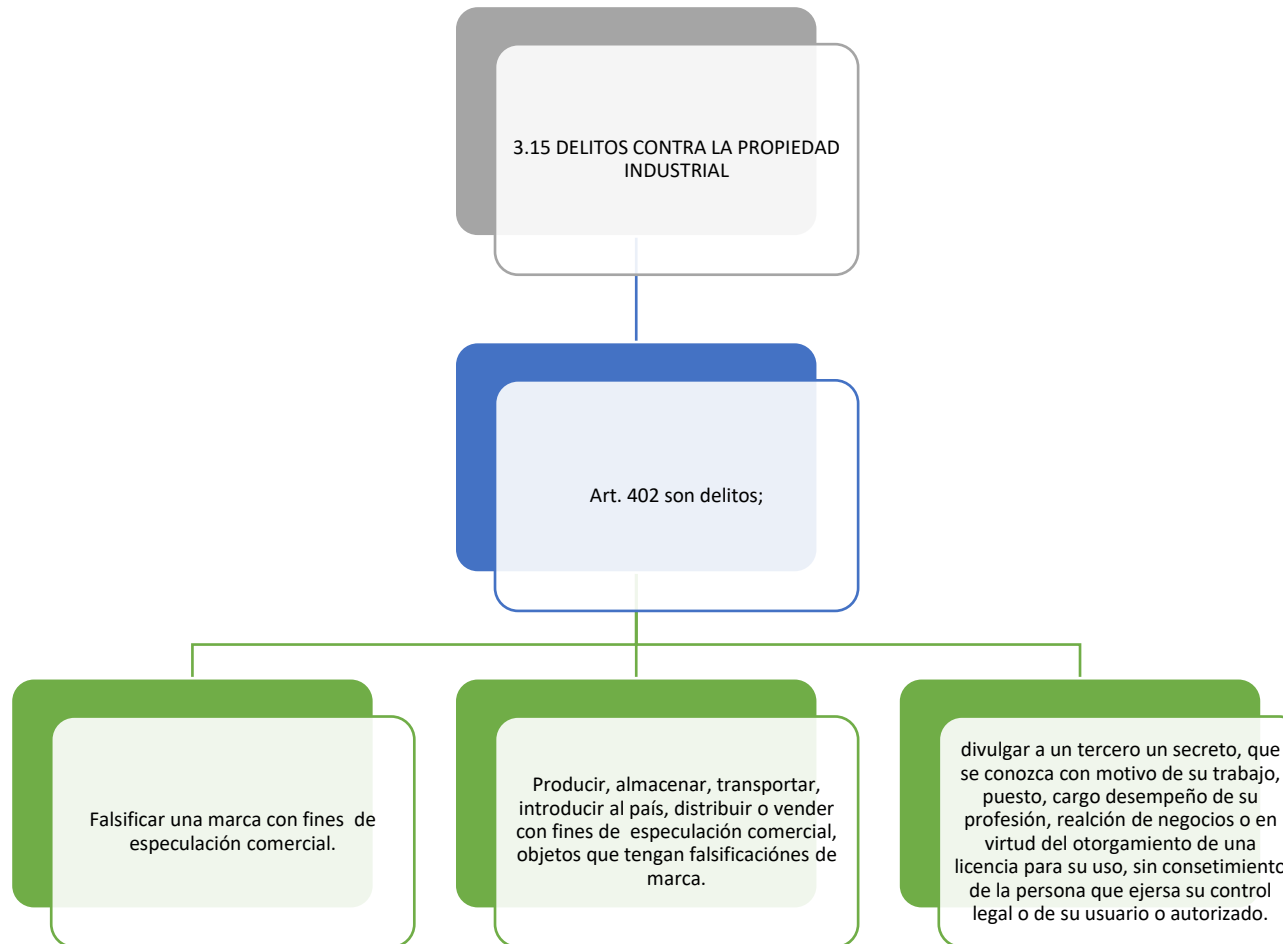 3.15 DELITOS CONTRA LA PROPIEDAD
INDUSTRIAL
Art. 402 son delitos;
Falsificar una marca con fines de
especulación comercial.
Producir, almacenar, transportar,
introducir al país, distribuir o vender
con fines de especulación comercial,
objetos que tengan falsificaciónes de
marca.
divulgar a un tercero un secreto, que
se conozca con motivo de su trabajo,
puesto, cargo desempeño de su
profesión, realción de negocios o en
virtud del otorgamiento de una
licencia para su uso, sin consetimiento
de la persona que ejersa su control
legal o de su usuario o autorizado.